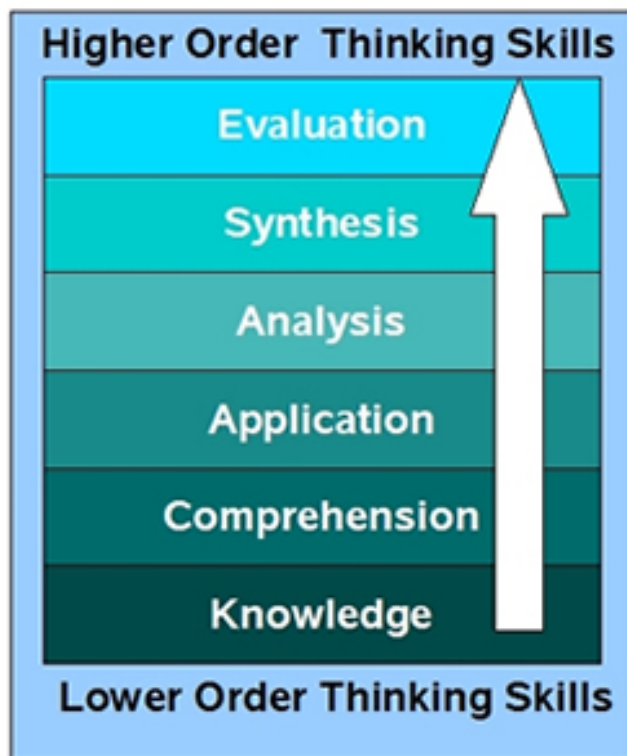 Higher Order Thinking Skills
Evaluation
Synthesis
Analysis
Application
Comprehension
Knowledge
Lower Order Thinking Skills